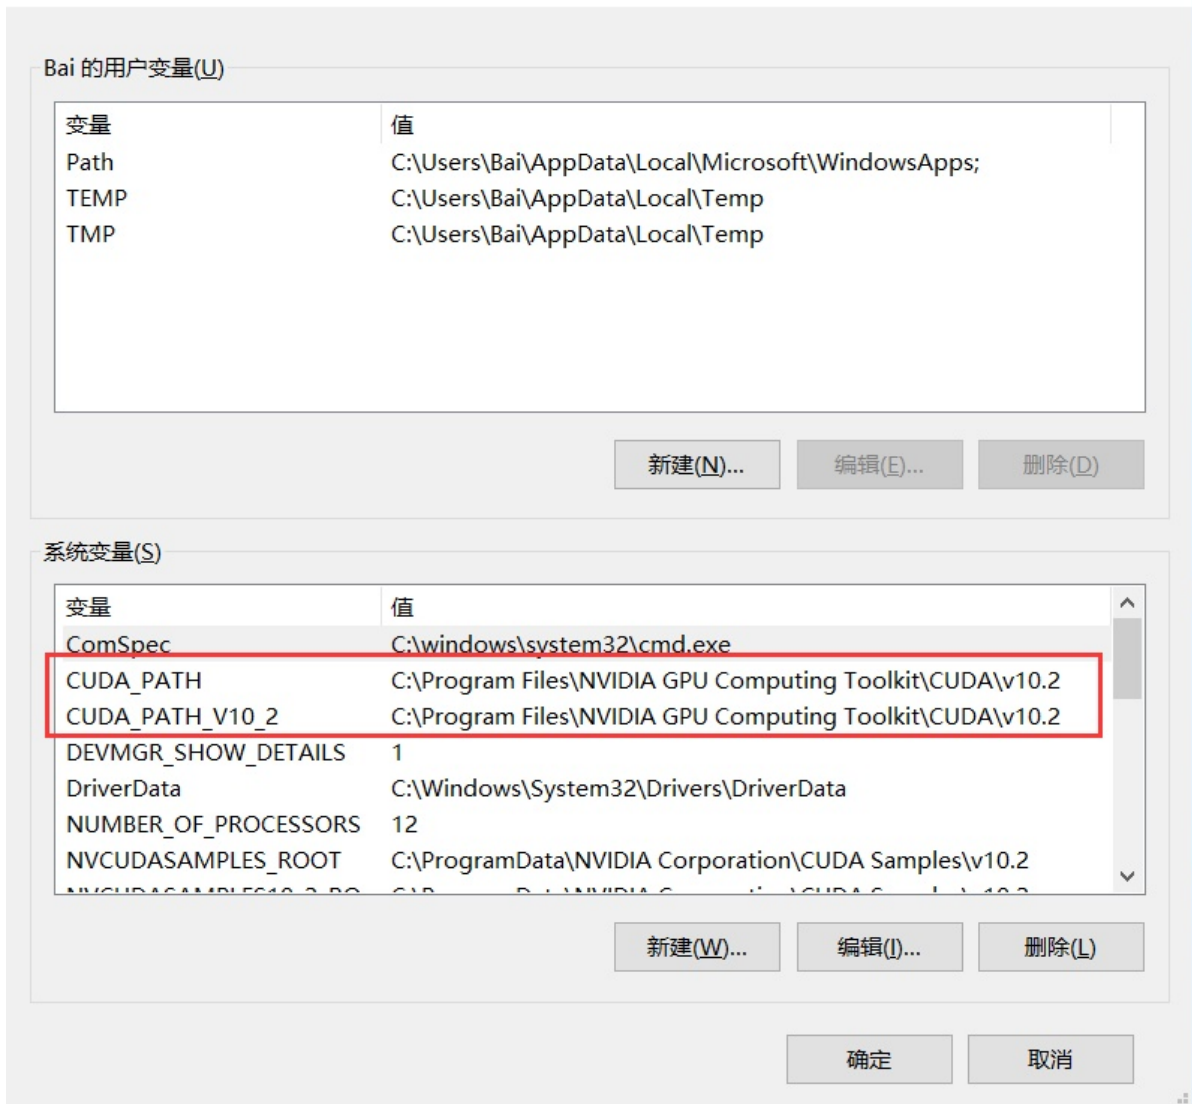 Bai 的用户变量(U)
变量 值
Path C:\Users\Bai\AppData\Local\Microsoft\WindowsApps;
TEMP C:\Users\Bai\AppData\Local\Temp
TMP C:\Users\Bai\AppData\Local\Temp
新建(N)... 编辑(E)... 删除(D)
系统变量(S)
变量 值
ComSpec C:\windows\system32\cmd.exe
CUDA_PATH C:\Program Files\NVIDIA GPU Computing Toolkit\CUDA\v10.2
CUDA_PATH_V10_2 C:\Program Files\NVIDIA GPU Computing Toolkit\CUDA\v10.2
DEVMGR_SHOW_DETAILS 1
DriverData C:\Windows\System32\Drivers\DriverData
NUMBER_OF_PROCESSORS 12
NVCUDASAMPLES_ROOT C:\ProgramData\NVIDIA Corporation\CUDA Samples\v10.2
新建(W)... 编辑(I)... 删除(L)
确定 取消